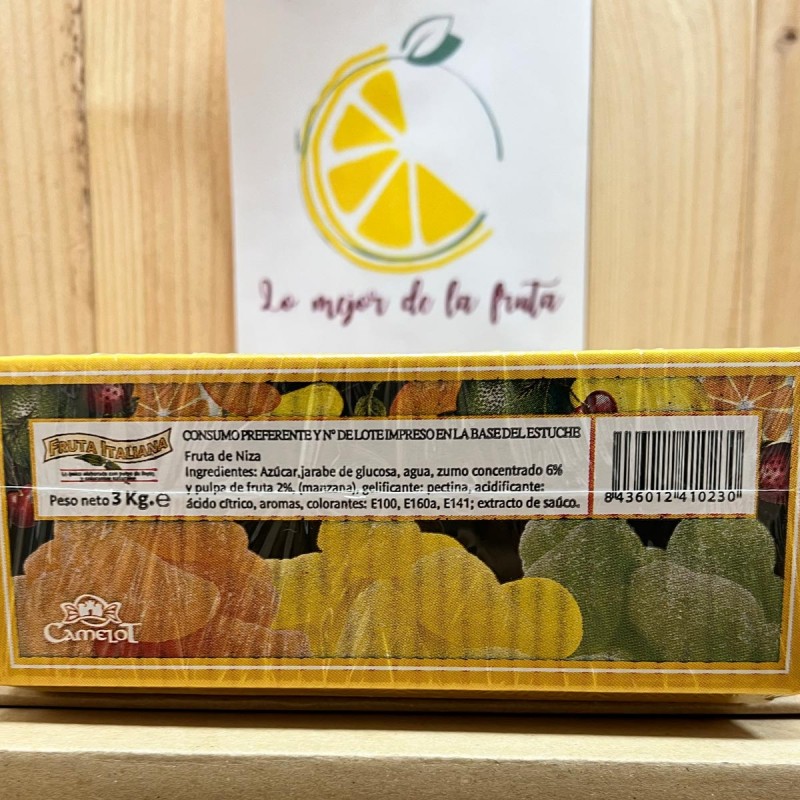 Lo mejor de la fruta
FRUTA ITALIANA
Peso neto 3 Kg. e
CONSUMO PREFERENTE Y Nº DE LOTE IMPRESO EN LA BASE DEL ESTUCHE
Fruta de Niza
Ingredientes: Azúcar, jarabe de glucosa, agua, zumo concentrado 6%
y pulpa de fruta 2%, (manzana), gelificante: pectina, acidificante:
ácido cítrico, aromas, colorantes: E100, E160a, E141; extracto de saúco.
8 436012 410230
CAMELOT